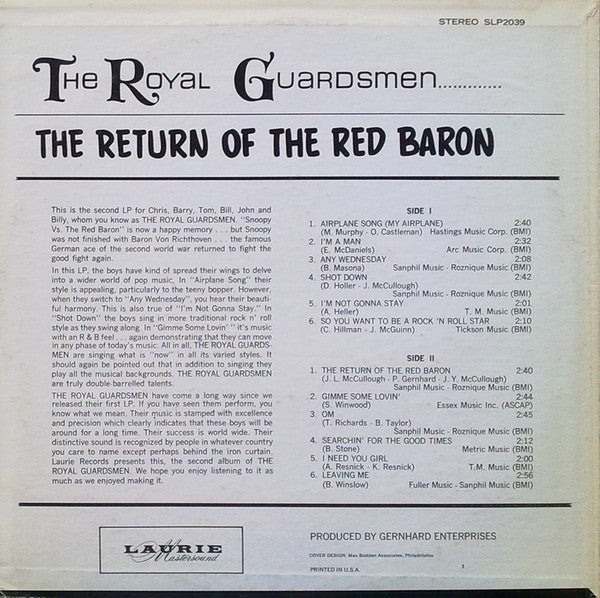 STEREO SLP2039
The Royal Guardsmen.............
THE RETURN OF THE RED BARON
This is the second LP for Chris, Barry, Tom, Bill, John and
Billy, whom you know as THE ROYAL GUARDSMEN. "Snoopy
Vs. The Red Baron" is now a happy memory . . . but Snoopy
was not finished with Baron Von Richthoven . . . the famous
German ace of the second world war returned to fight the
good fight again.
In this LP, the boys have kind of spread their wings to delve
into a wider world of pop music. In "Airplane Song" their
style is appealing, particularly to the teeny bopper. However,
when they switch to "Any Wednesday", you hear their beauti-
ful harmony. This is also true of "I'm Not Gonna Stay." In
"Shot Down" the boys sing in more traditional rock n' roll
style as they swing along. In "Gimme Some Lovin' " it's music
with an R & B feel . . . again demonstrating that they can move
in any phase of today's music. All in all, THE ROYAL GUARDS-
MEN are singing what is "now" in all its varied styles. It
should again be pointed out that in addition to singing they
play all the musical backgrounds. THE ROYAL GUARDSMEN
are truly double-barrelled talents.
THE ROYAL GUARDSMEN have come a long way since we
released their first LP. If you have seen them perform, you
know what we mean. Their music is stamped with excellence
and precision which clearly indicates that these boys will be
around for a long time. Their success is world wide. Their
distinctive sound is recognized by people in whatever country
you care to name except perhaps behind the iron curtain.
Laurie Records presents this, the second album of THE
ROYAL GUARDSMEN. We hope you enjoy listening to it as
much as we enjoyed making it.
SIDE I
1. AIRPLANE SONG (MY AIRPLANE) 2:40
(M. Murphy - O. Castleman) Hastings Music Corp. (BMI)
2. I'M A MAN 2:32
(E. McDaniels) Arc Music Corp. (BMI)
3. ANY WEDNESDAY 2:08
(B. Masona) Sanphil Music - Roznique Music (BMI)
4. SHOT DOWN 2:42
(D. Holler - J. McCullough)
Sanphil Music - Roznique Music (BMI)
5. I'M NOT GONNA STAY 2:01
(A. Heller) T. M. Music (BMI)
6. SO YOU WANT TO BE A ROCK 'N ROLL STAR 2:10
(C. Hillman - J. McGuinn) Tickson Music (BMI)
SIDE II
1. THE RETURN OF THE RED BARON 2:40
(J. L. McCullough - P. Gernhard - J. Y. McCullough)
Sanphil Music - Roznique Music (BMI)
2. GIMME SOME LOVIN' 2:44
(S. Winwood) Essex Music Inc. (ASCAP)
3. OM 2:45
(T. Richards - B. Taylor)
Sanphil Music - Roznique Music (BMI)
4. SEARCHIN' FOR THE GOOD TIMES 2:12
(B. Stone) Metric Music (BMI)
5. I NEED YOU GIRL 2:00
(A. Resnick - K. Resnick) T.M. Music (BMI)
6. LEAVING ME 2:56
(B. Winslow) Fuller Music - Sanphil Music (BMI)
LAURIE
Mastersound
PRODUCED BY GERNHARD ENTERPRISES
COVER DESIGN: Max Bodden Associates, Philadelphia
PRINTED IN U.S.A.
2